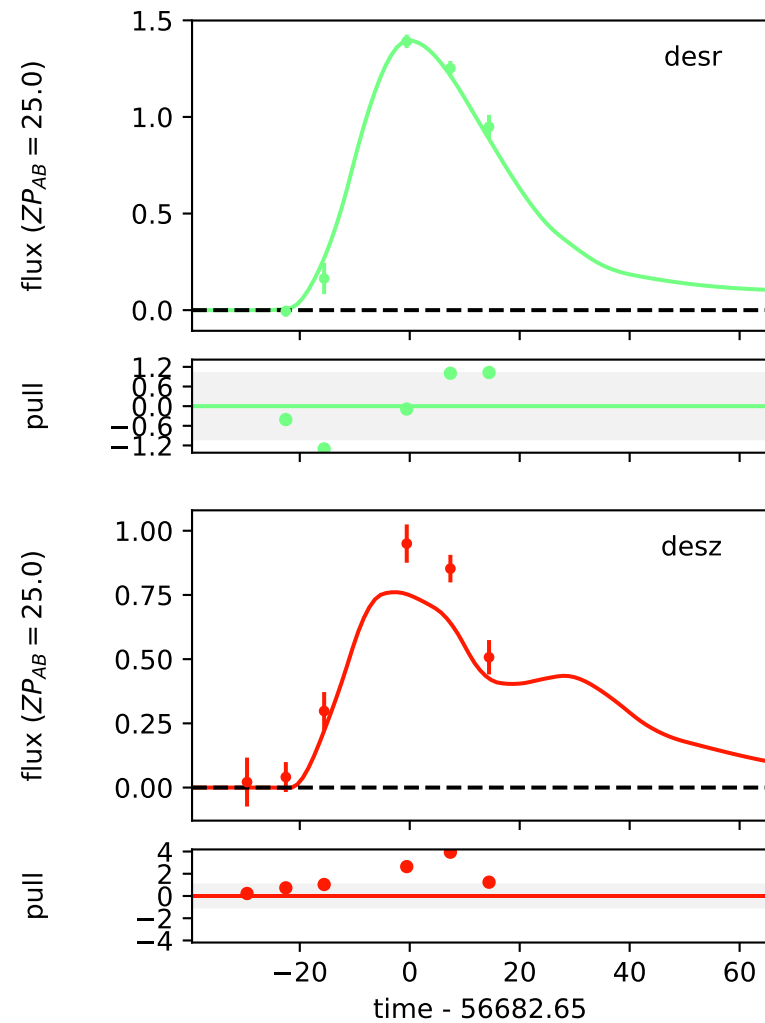 1.5
desr
1.0
0.5
0.0
flux (ZP_AB = 25.0)
1.2
0.6
0.0
−0.6
−1.2
pull
1.00
desz
0.75
0.50
0.25
0.00
flux (ZP_AB = 25.0)
4
2
0
−2
−4
pull
−20 0 20 40 60
time - 56682.65